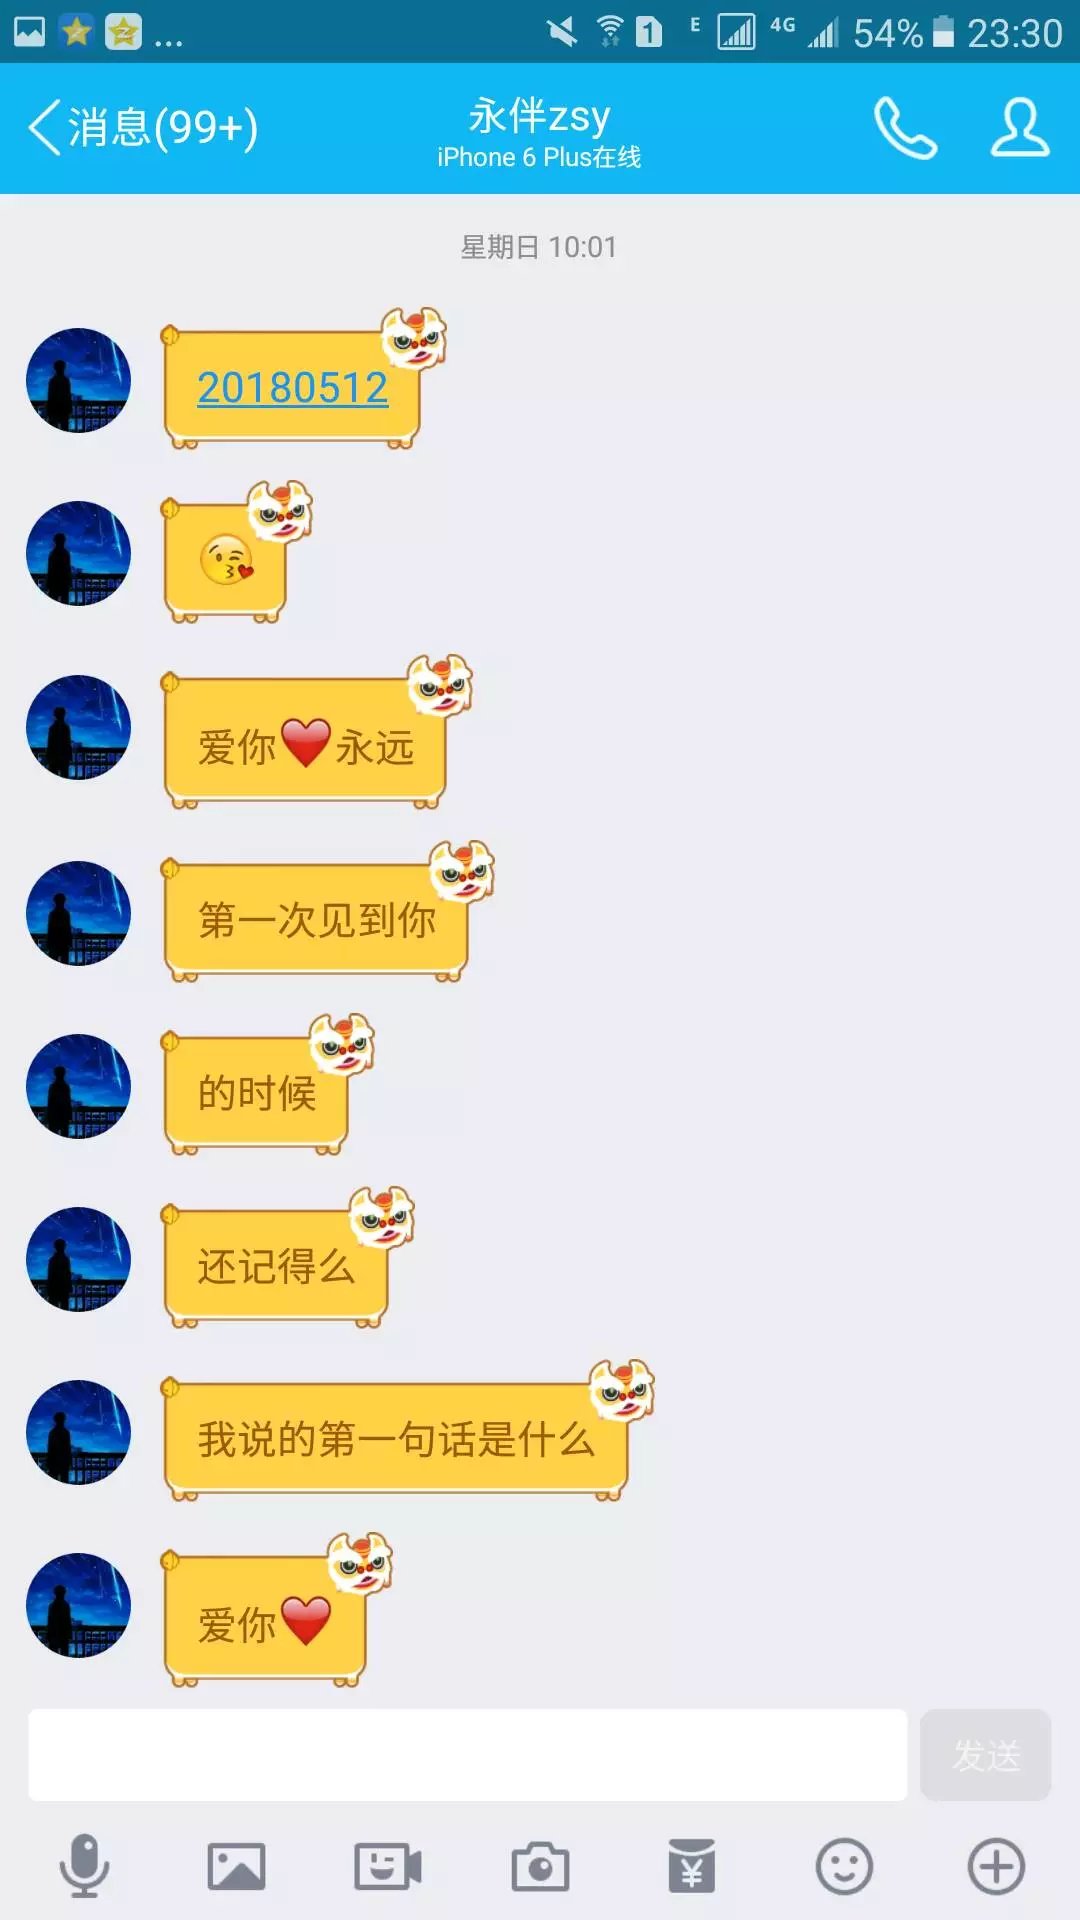 ... 1 E 4G 54% 23:30
消息(99+)
永伴zsy
iPhone 6 Plus在线
星期日 10:01
20180512
😘
爱你❤️永远
第一次见到你
的时候
还记得么
我说的第一句话是什么
爱你❤️
发送
¥